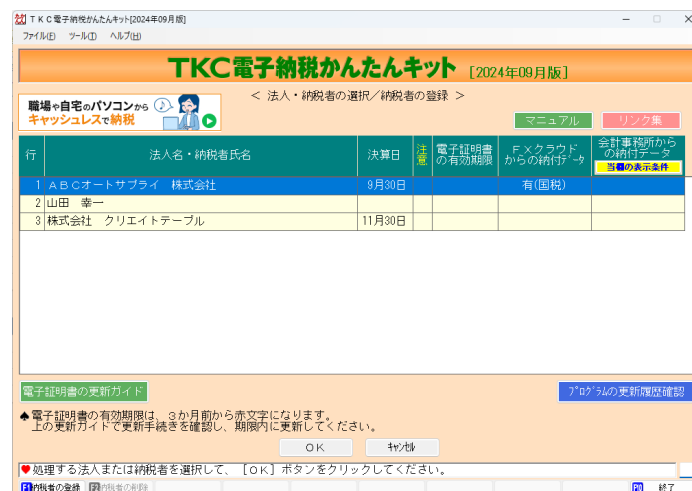 TKC電子納税かんたんキット[2024年09月版]
ファイル(F) ツール(T) ヘルプ(H)
TKC電子納税かんたんキット [2024年09月版]
< 法人・納税者の選択/納税者の登録 >
職場や自宅のパソコンから
キャッシュレスで納税
マニュアル リンク集
行 法人名・納税者氏名 決算日 注意 電子証明書の有効期限 FXクラウドからの納付データ 会計事務所からの納付データ
当欄の表示条件
1 ABCオートサプライ 株式会社 9月30日 有(国税)
2 山田 幸一
3 株式会社 クリエイトテーブル 11月30日
電子証明書の更新ガイド プログラムの更新履歴確認
♠電子証明書の有効期限は、3か月前から赤文字になります。
上の更新ガイドで更新手続きを確認し、期限内に更新してください。
OK キャンセル
♥処理する法人または納税者を選択して、[OK]ボタンをクリックしてください。
F1納税者の登録 F2納税者の削除 F10 終了